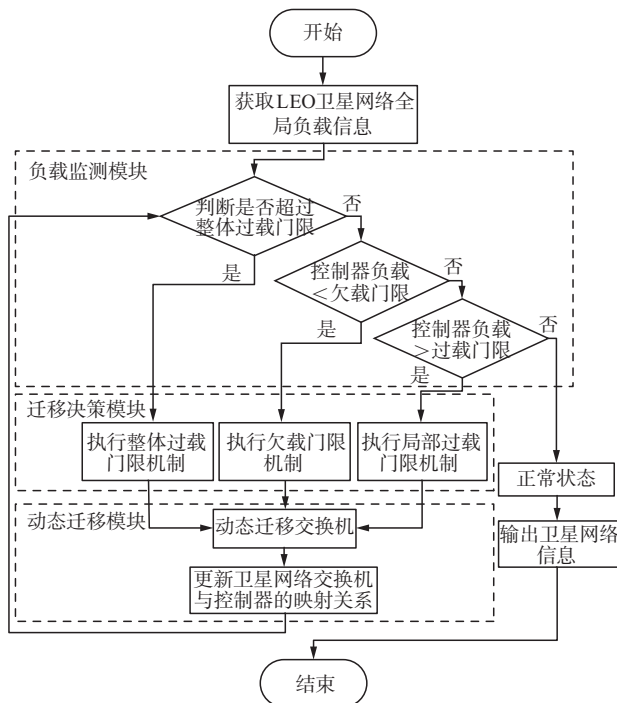 开始
获取LEO卫星网络全
局负载信息
负载监测模块
判断是否超过
整体过载门限
否
是
控制器负载
<欠载门限
否
是
控制器负载
>过载门限
否
是
迁移决策模块
执行整体过载
门限机制
执行欠载门限
机制
执行局部过载
门限机制
正常状态
动态迁移模块
动态迁移交换机
输出卫星网络
信息
更新卫星网络交换机
与控制器的映射关系
结束